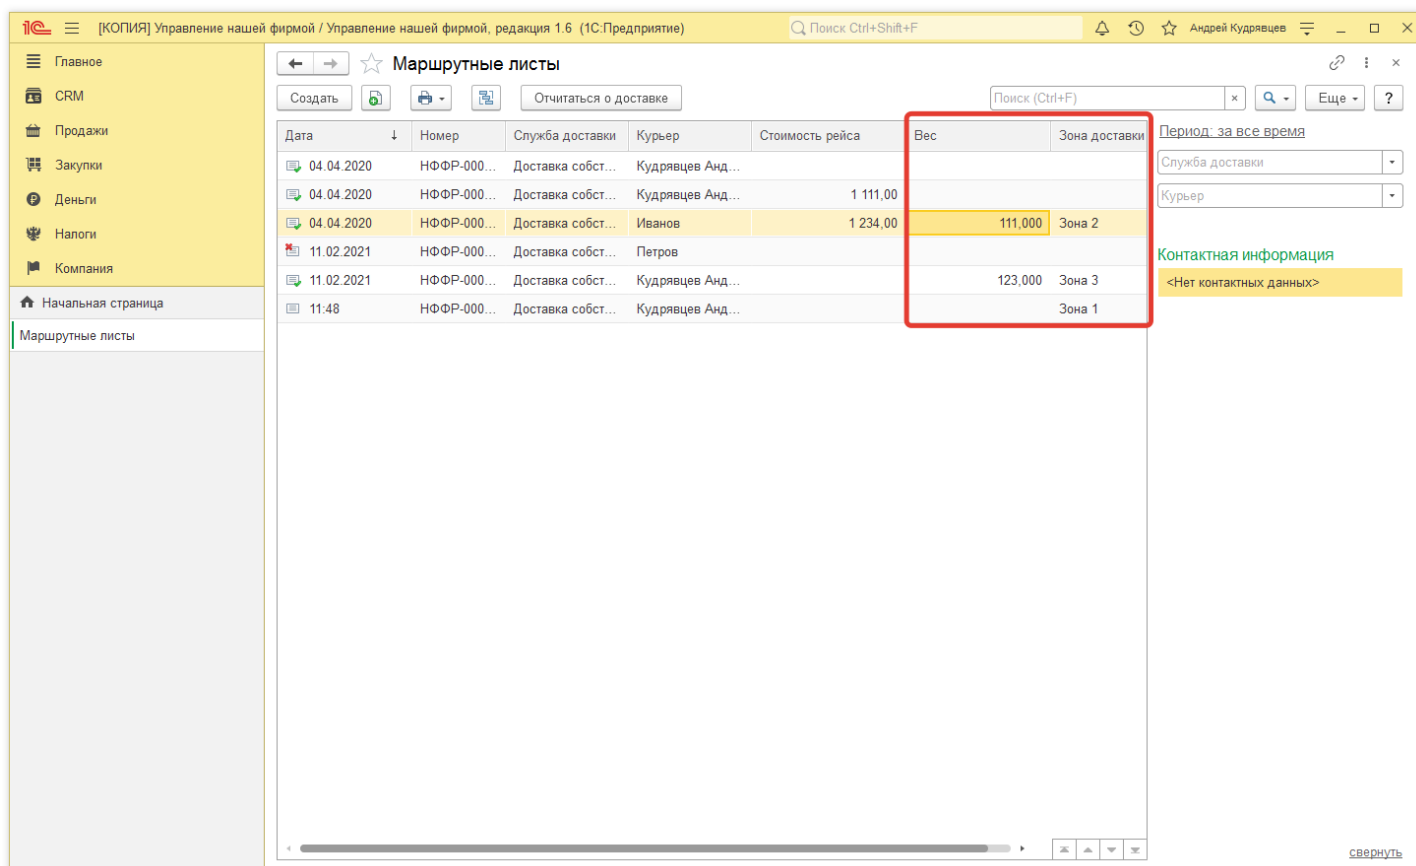 1С [КОПИЯ] Управление нашей фирмой / Управление нашей фирмой, редакция 1.6 (1С:Предприятие) Поиск Ctrl+Shift+F Андрей Кудрявцев
Главное
CRM
Продажи
Закупки
Деньги
Налоги
Компания
Начальная страница
Маршрутные листы
Маршрутные листы
Создать Отчитаться о доставке Поиск (Ctrl+F) × Еще ?
Дата ↓ Номер Служба доставки Курьер Стоимость рейса Вес Зона доставки
04.04.2020 НФФР-000... Доставка собст... Кудрявцев Анд...
04.04.2020 НФФР-000... Доставка собст... Кудрявцев Анд... 1 111,00
04.04.2020 НФФР-000... Доставка собст... Иванов 1 234,00 111,000 Зона 2
11.02.2021 НФФР-000... Доставка собст... Петров
11.02.2021 НФФР-000... Доставка собст... Кудрявцев Анд... 123,000 Зона 3
11:48 НФФР-000... Доставка собст... Кудрявцев Анд... Зона 1
Период: за все время
Служба доставки
Курьер
Контактная информация
<Нет контактных данных>
свернуть